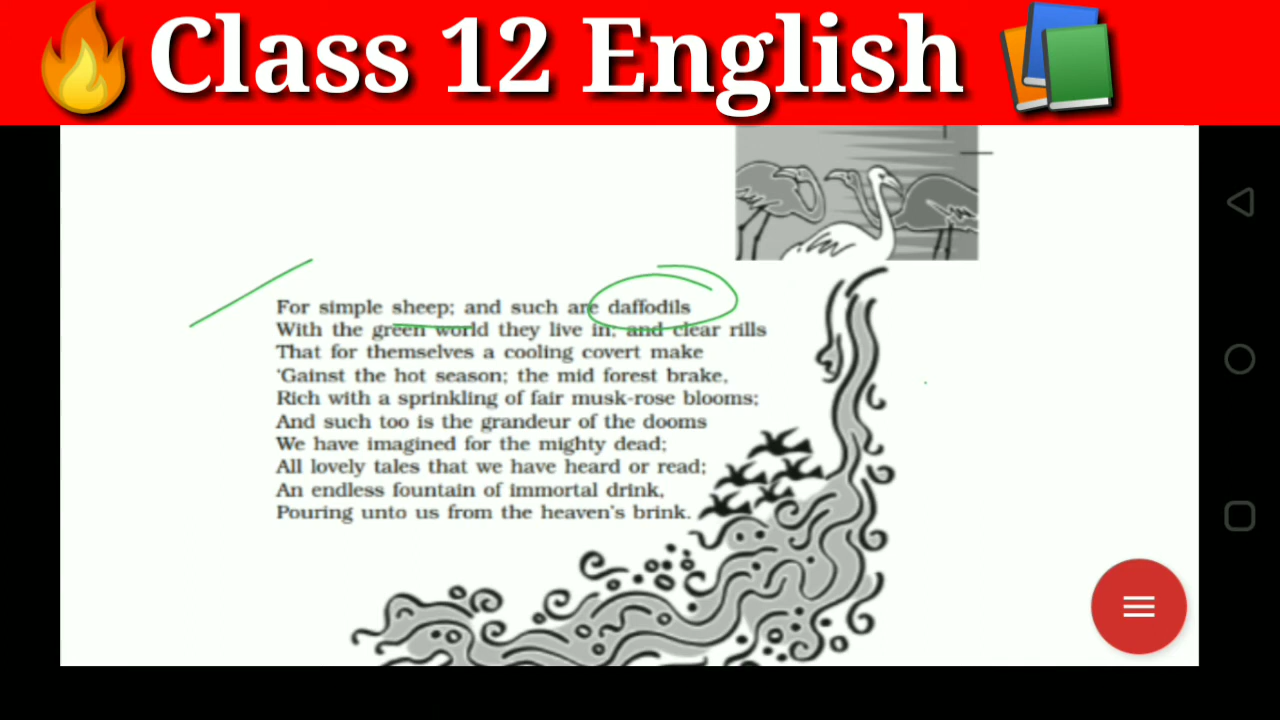 Class 12 English
For simple sheep; and such are daffodils
With the green world they live in; and clear rills
That for themselves a cooling covert make
'Gainst the hot season; the mid forest brake,
Rich with a sprinkling of fair musk-rose blooms;
And such too is the grandeur of the dooms
We have imagined for the mighty dead;
All lovely tales that we have heard or read;
An endless fountain of immortal drink,
Pouring unto us from the heaven's brink.